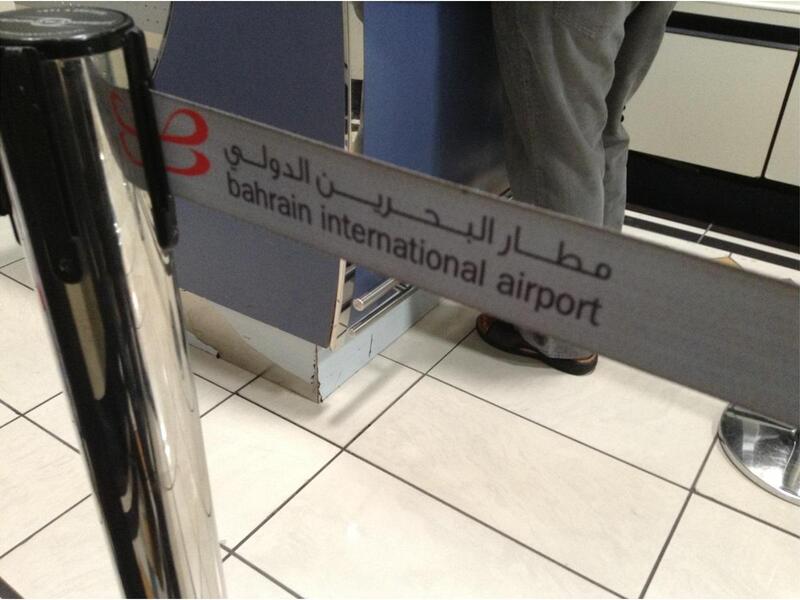 مطار البحرين الدولي
bahrain international airport